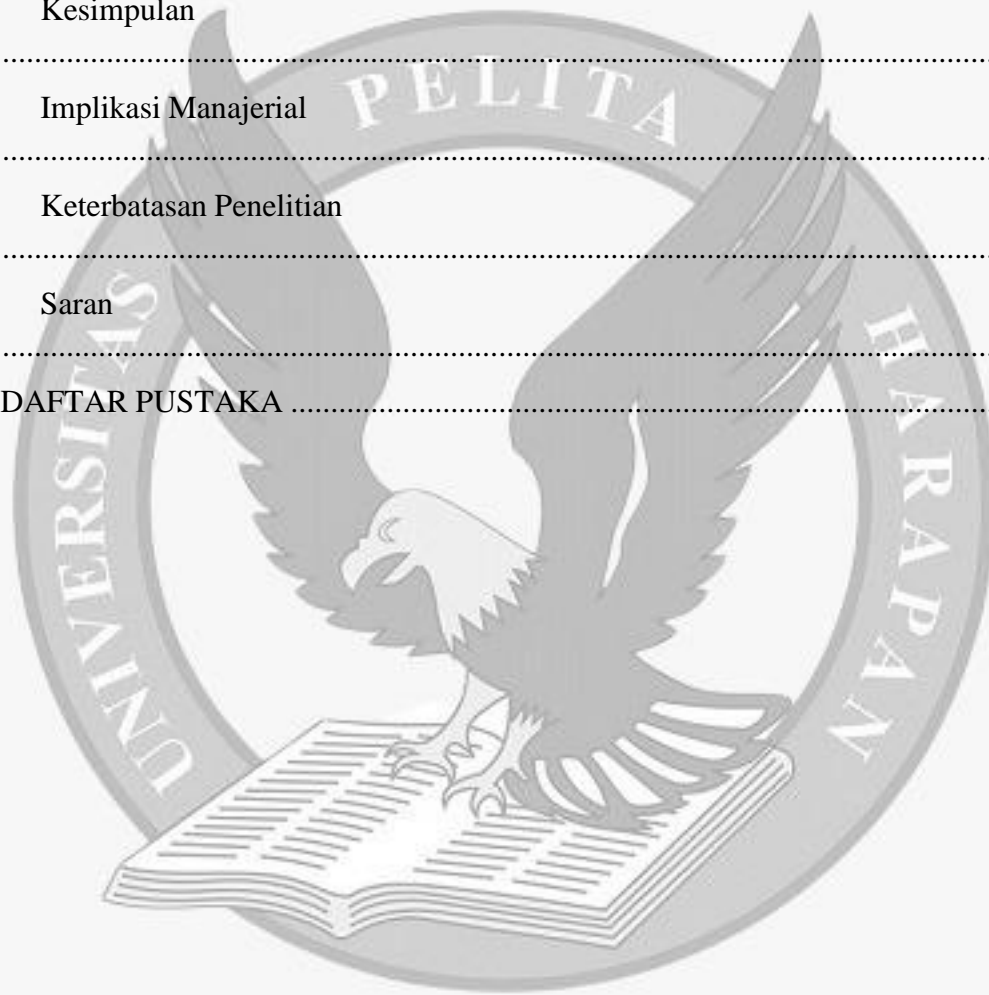 Kesimpulan
................................................................................................................................
Implikasi Manajerial
................................................................................................................................
Keterbatasan Penelitian
................................................................................................................................
Saran
................................................................................................................................
DAFTAR PUSTAKA ..........................................................................................
UNIVERSITAS PELITA HARAPAN